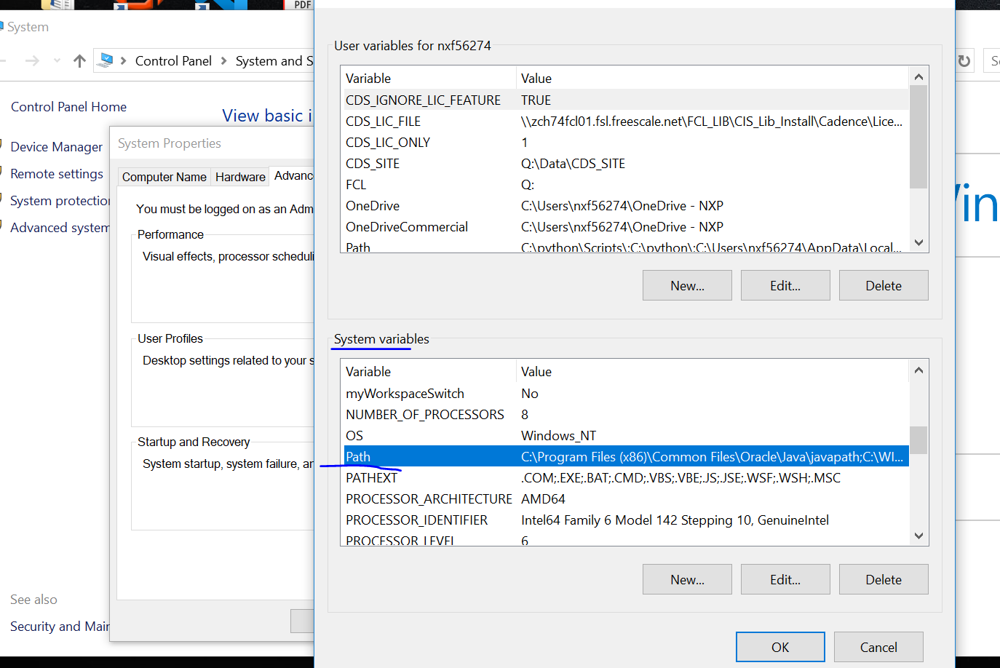 PDF
System
Control Panel > System and S
Control Panel Home
View basic i
Device Manager
Remote settings
System protection
Advanced system
See also
Security and Main
System Properties
Computer Name
Hardware
Advanc
You must be logged on as an Adm
Performance
Visual effects, processor scheduli
User Profiles
Desktop settings related to your s
Startup and Recovery
System startup, system failure, an
User variables for nxf56274
Variable Value
CDS_IGNORE_LIC_FEATURE TRUE
CDS_LIC_FILE \\zch74fcl01.fsl.freescale.net\FCL_LIB\CIS_Lib_Install\Cadence\Lice...
CDS_LIC_ONLY 1
CDS_SITE Q:\Data\CDS_SITE
FCL Q:
OneDrive C:\Users\nxf56274\OneDrive - NXP
OneDriveCommercial C:\Users\nxf56274\OneDrive - NXP
Path C:\python\Scripts\;C:\python\;C:\Users\nxf56274\AppData\Local...
New... Edit... Delete
System variables
Variable Value
myWorkspaceSwitch No
NUMBER_OF_PROCESSORS 8
OS Windows_NT
Path C:\Program Files (x86)\Common Files\Oracle\Java\javapath;C:\WI...
PATHEXT .COM;.EXE;.BAT;.CMD;.VBS;.VBE;.JS;.JSE;.WSF;.WSH;.MSC
PROCESSOR_ARCHITECTURE AMD64
PROCESSOR_IDENTIFIER Intel64 Family 6 Model 142 Stepping 10, GenuineIntel
PROCESSOR_LEVEL 6
New... Edit... Delete
OK Cancel
Se
Win